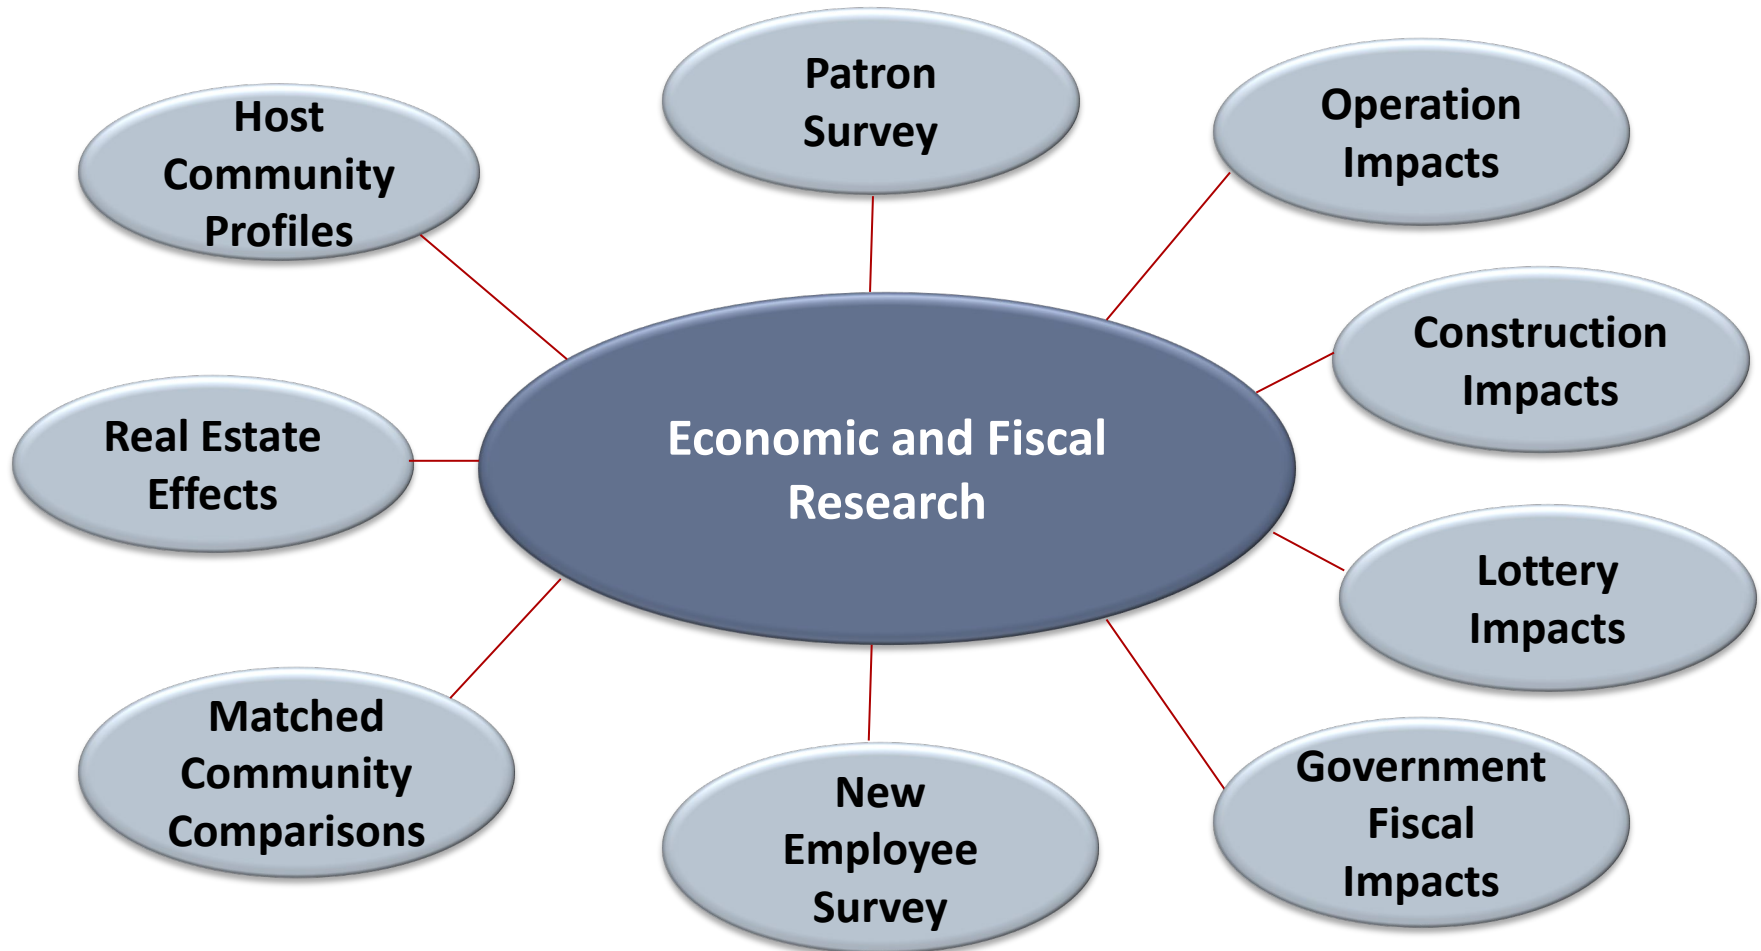 Patron
Survey
Operation
Impacts
Host
Community
Profiles
Construction
Impacts
Real Estate
Effects
Economic and Fiscal
Research
Lottery
Impacts
Matched
Community
Comparisons
New
Employee
Survey
Government
Fiscal
Impacts